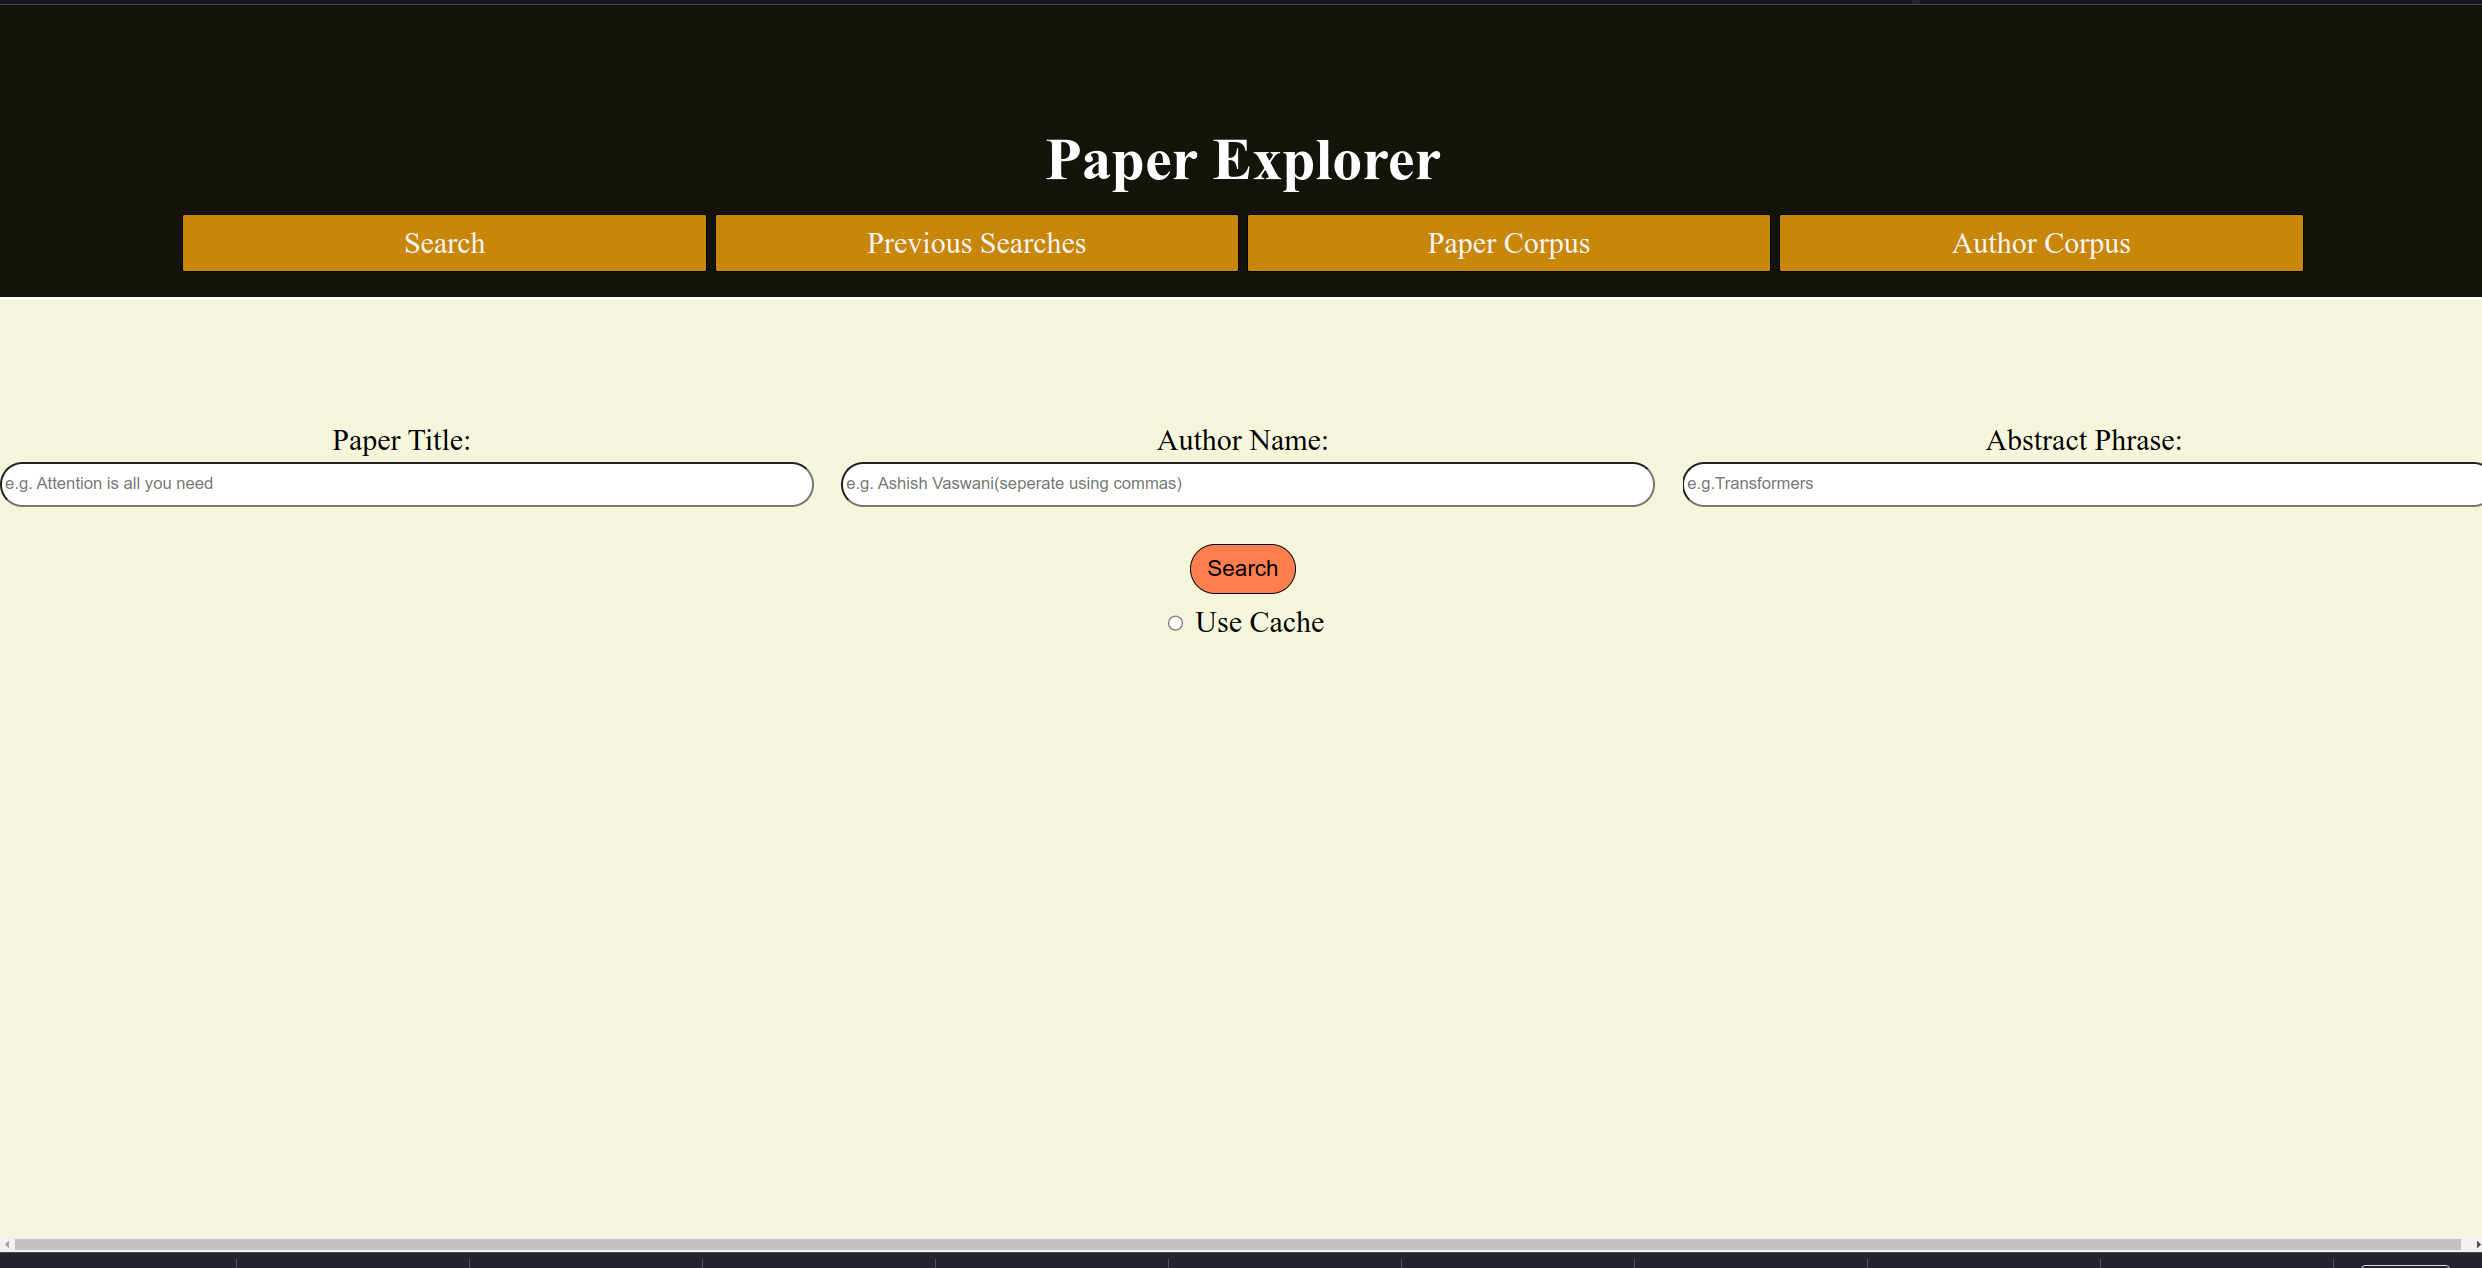 Paper Explorer
Search
Previous Searches
Paper Corpus
Author Corpus
Paper Title:
Author Name:
Abstract Phrase:
e.g. Attention is all you need
e.g. Ashish Vaswani(seperate using commas)
e.g.Transformers
Search
Use Cache